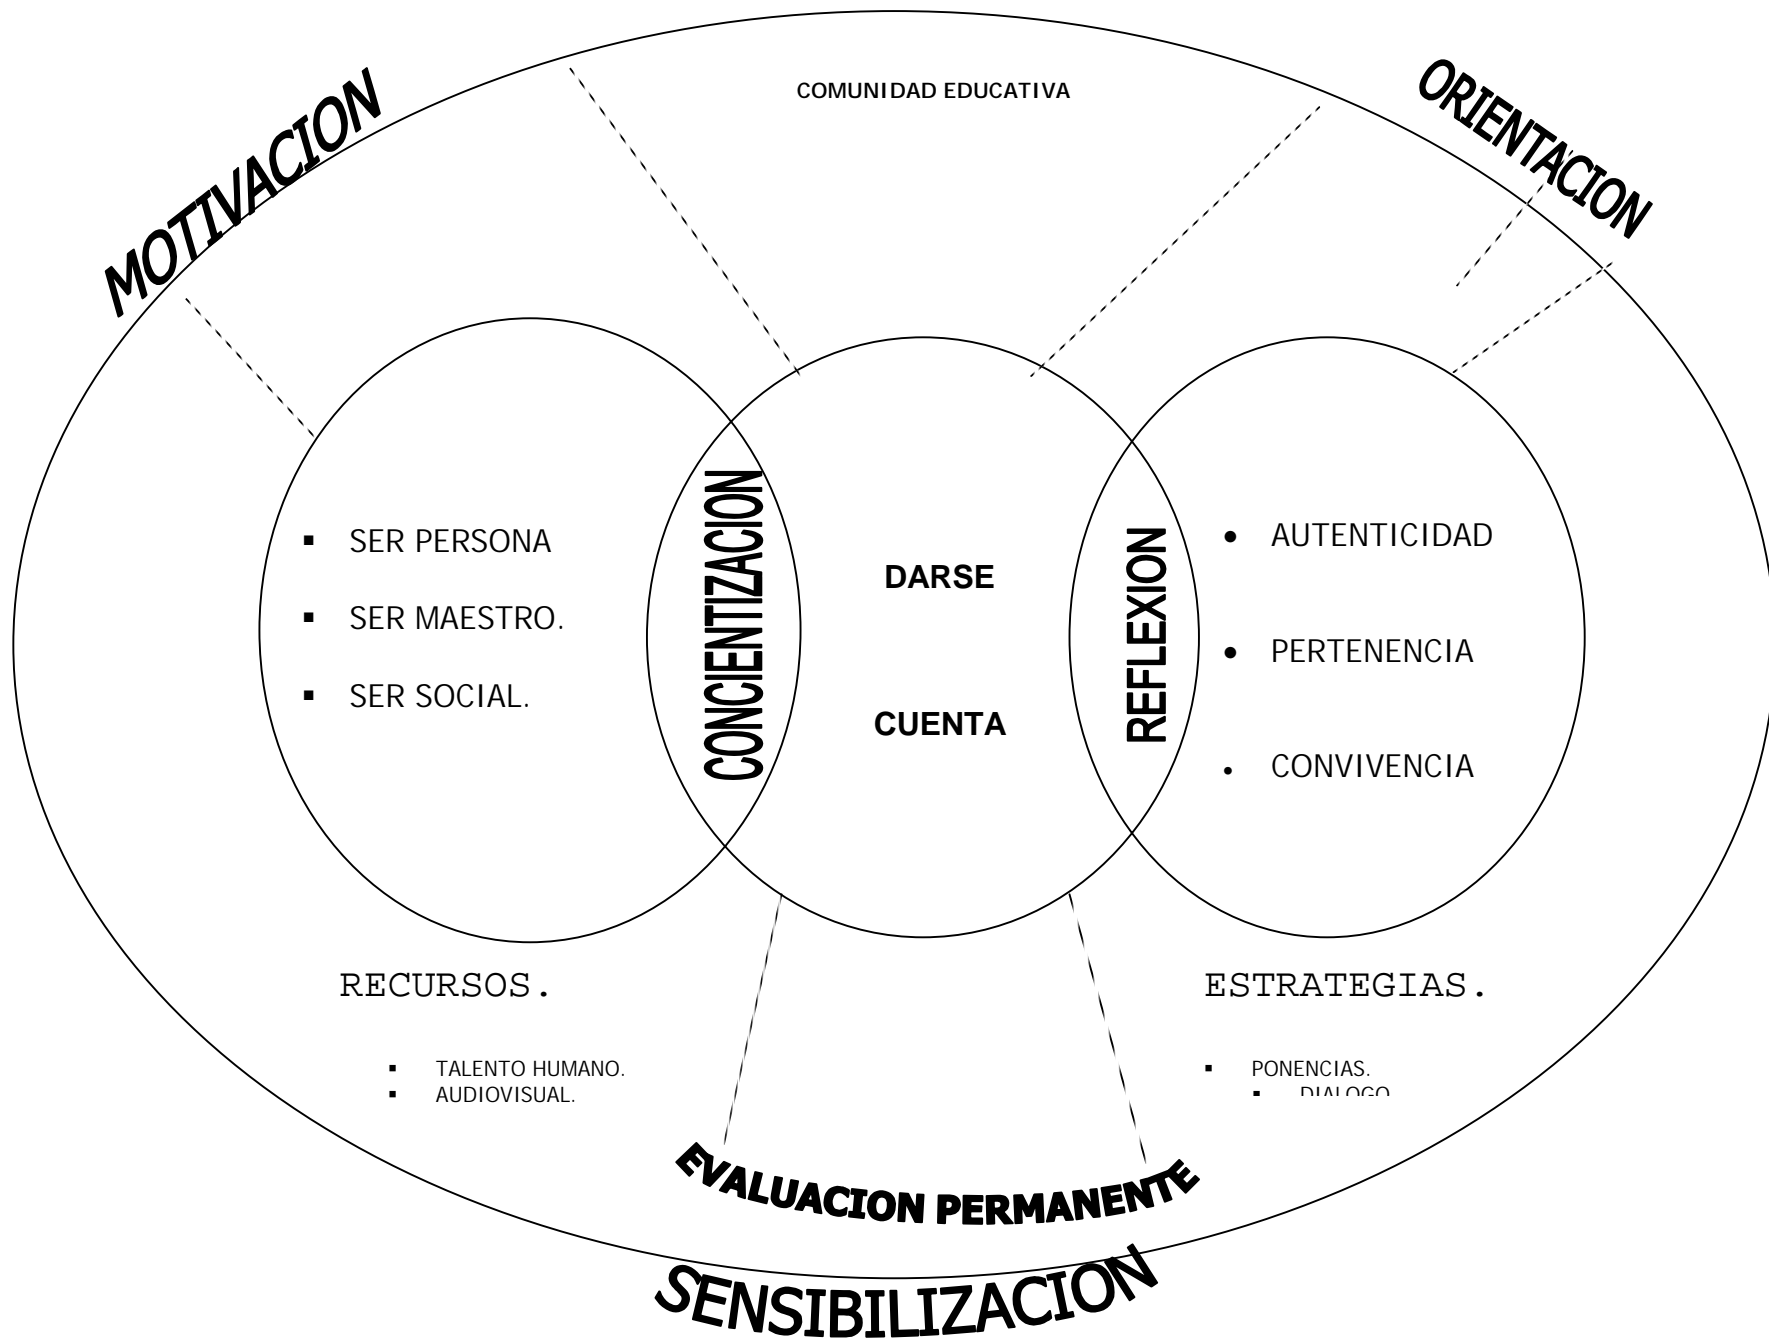 COMUNIDAD EDUCATIVA
MOTIVACION
ORIENTACION
▪ SER PERSONA
▪ SER MAESTRO.
▪ SER SOCIAL.
CONCIENTIZACION
DARSE
CUENTA
REFLEXION
• AUTENTICIDAD
• PERTENENCIA
• CONVIVENCIA
RECURSOS.
▪ TALENTO HUMANO.
▪ AUDIOVISUAL.
ESTRATEGIAS.
▪ PONENCIAS.
▪ DIALOGO
EVALUACION PERMANENTE
SENSIBILIZACION